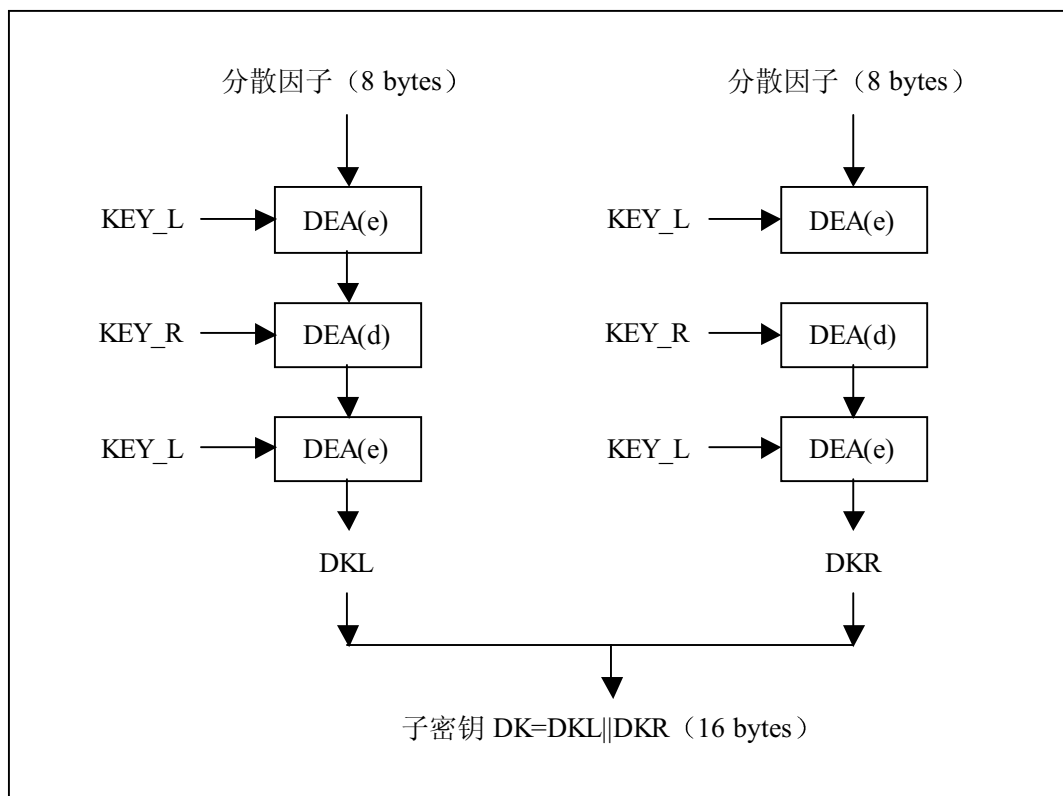 分散因子（8 bytes）
分散因子（8 bytes）
KEY_L
DEA(e)
KEY_L
DEA(e)
KEY_R
DEA(d)
KEY_R
DEA(d)
KEY_L
DEA(e)
KEY_L
DEA(e)
DKL
DKR
子密钥 DK=DKL||DKR（16 bytes）